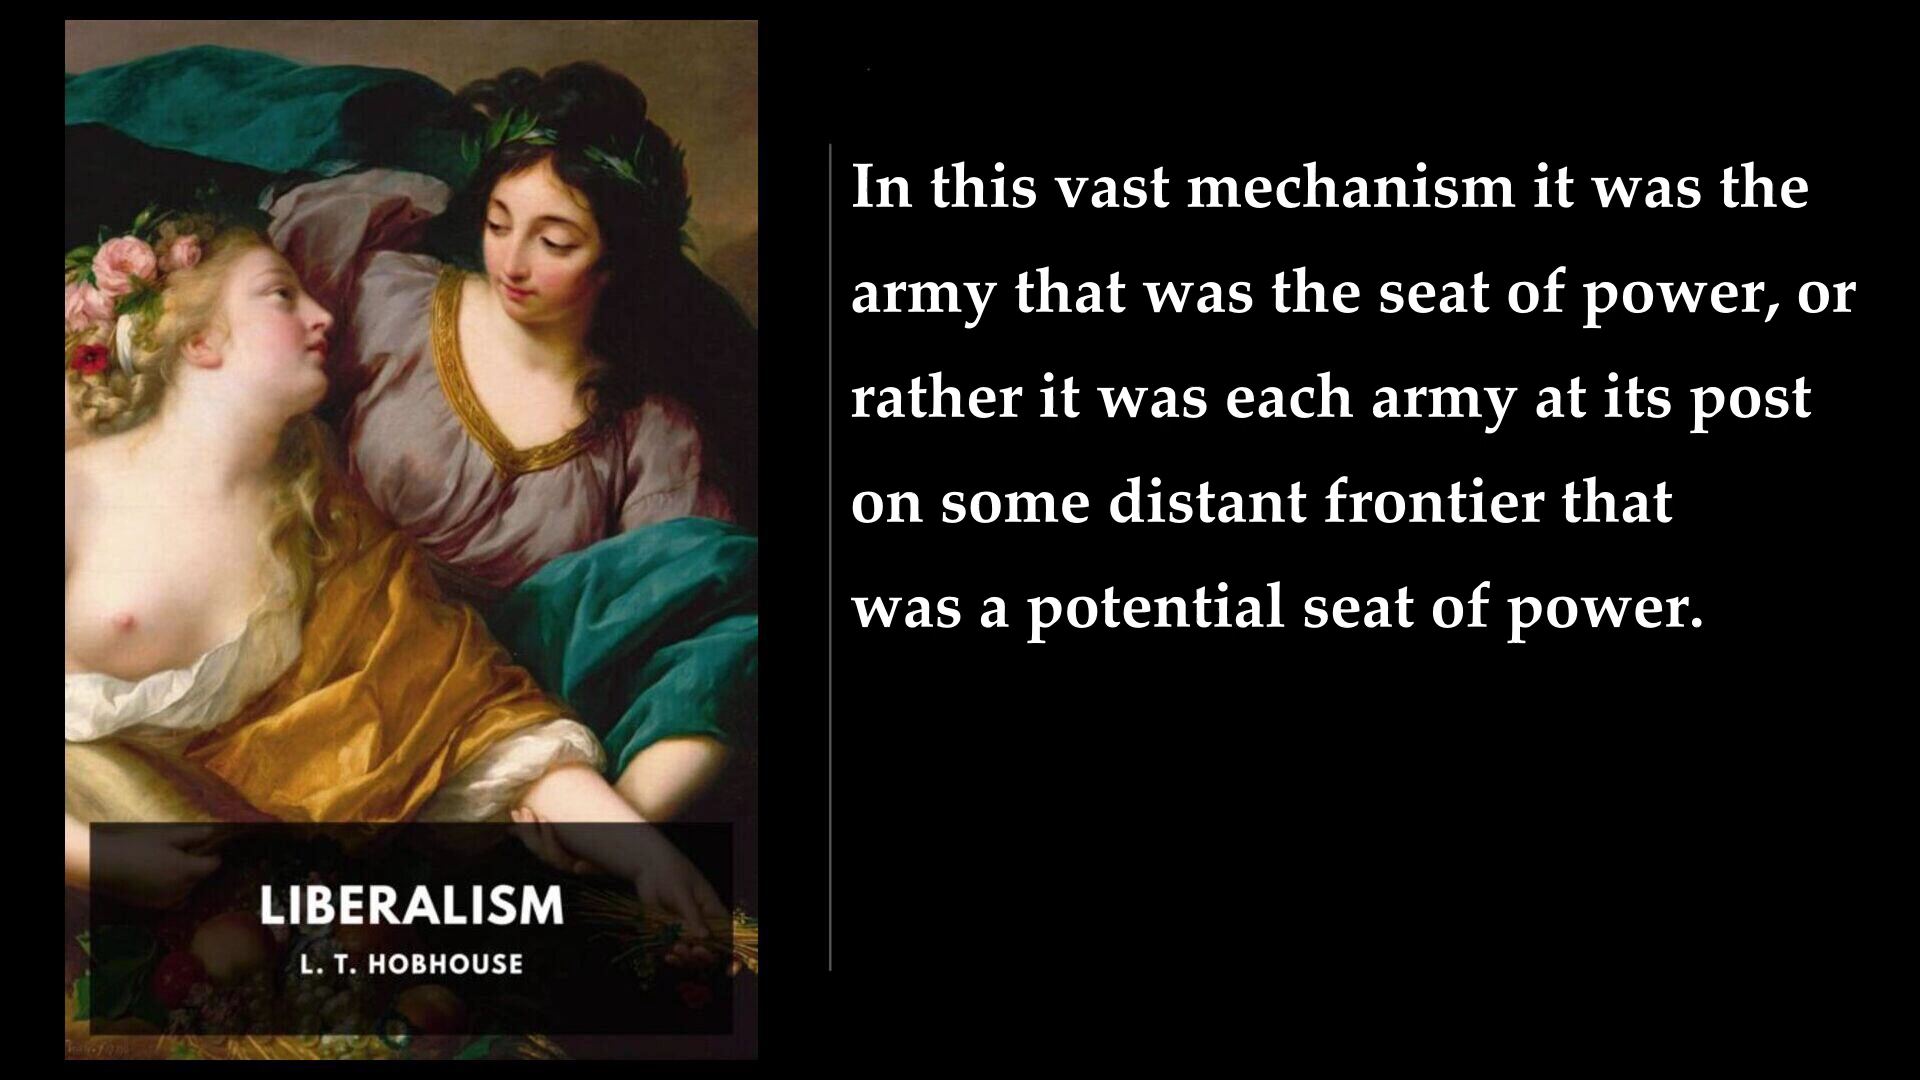 In this vast mechanism it was the
army that was the seat of power, or
rather it was each army at its post
on some distant frontier that
was a potential seat of power.
LIBERALISM
L. T. HOBHOUSE